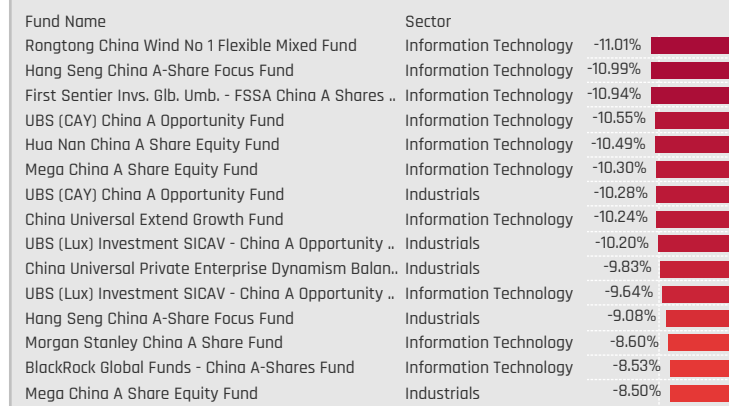 Fund Name Sector
Rongtong China Wind No 1 Flexible Mixed Fund Information Technology -11.01%
Hang Seng China A-Share Focus Fund Information Technology -10.99%
First Sentier Invs. Glb. Umb. - FSSA China A Shares .. Information Technology -10.94%
UBS (CAY) China A Opportunity Fund Information Technology -10.55%
Hua Nan China A Share Equity Fund Information Technology -10.49%
Mega China A Share Equity Fund Information Technology -10.30%
UBS (CAY) China A Opportunity Fund Industrials -10.28%
China Universal Extend Growth Fund Information Technology -10.24%
UBS (Lux) Investment SICAV - China A Opportunity .. Industrials -10.20%
China Universal Private Enterprise Dynamism Balan.. Industrials -9.83%
UBS (Lux) Investment SICAV - China A Opportunity .. Information Technology -9.64%
Hang Seng China A-Share Focus Fund Industrials -9.08%
Morgan Stanley China A Share Fund Information Technology -8.60%
BlackRock Global Funds - China A-Shares Fund Information Technology -8.53%
Mega China A Share Equity Fund Industrials -8.50%